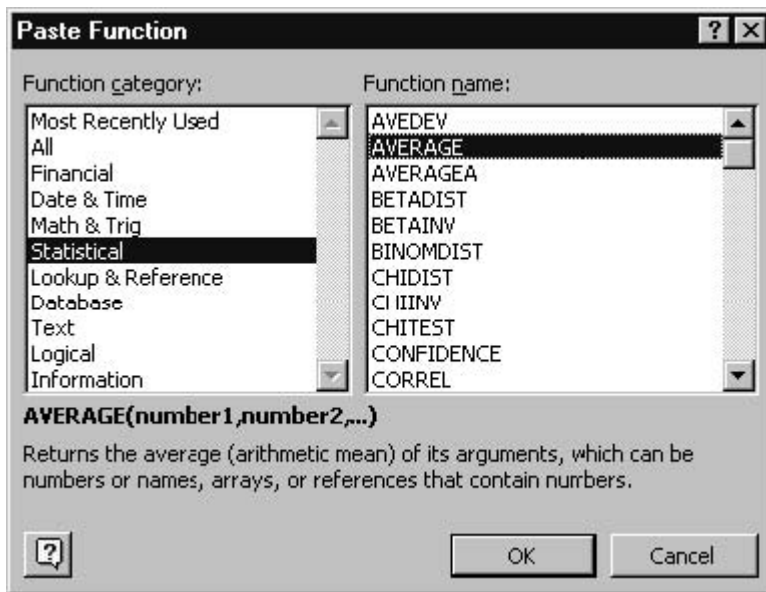 Paste Function
Function category:
Most Recently Used
All
Financial
Date & Time
Math & Trig
Statistical
Lookup & Reference
Database
Text
Logical
Information
Function name:
AVEDEV
AVERAGE
AVERAGEA
BETADIST
BETAINV
BINOMDIST
CHIDIST
CHIINV
CHITEST
CONFIDENCE
CORREL
AVERAGE(number1,number2,...)
Returns the average (arithmetic mean) of its arguments, which can be
numbers or names, arrays, or references that contain numbers.
OK
Cancel